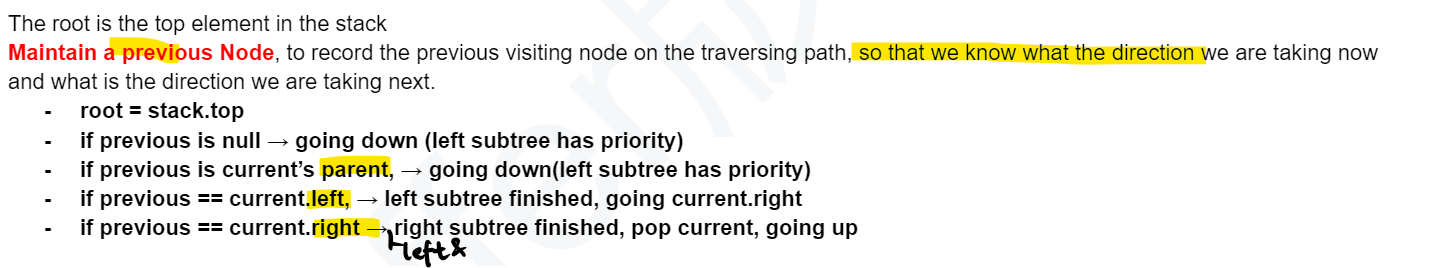 The root is the top element in the stack
Maintain a previous Node, to record the previous visiting node on the traversing path, so that we know what the direction we are taking now
and what is the direction we are taking next.
- root = stack.top
- if previous is null → going down (left subtree has priority)
- if previous is current’s parent, → going down(left subtree has priority)
- if previous == current.left, → left subtree finished, going current.right
- if previous == current.right → right subtree finished, pop current, going up
left &